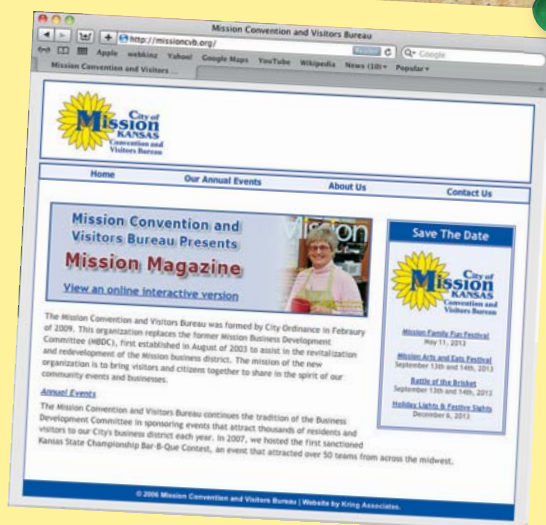 Mission Convention and Visitors Bureau
http://missioncvb.org/
Reader
Google
Apple webkinz Yahoo! Google Maps YouTube Wikipedia News (10) Popular
Mission Convention and Visitors ...
City of
Mission
KANSAS
Convention and
Visitors Bureau
Home Our Annual Events About Us Contact Us
Mission Convention and
Visitors Bureau Presents
Mission Magazine
View an online interactive version
Mission
The Mission Convention and Visitors Bureau was formed by City Ordinance in Febraury
of 2009. This organization replaces the former Mission Business Development
Committee (MBDC), first established in August of 2003 to assist in the revitalization
and redevelopment of the Mission business district. The mission of the new
organization is to bring visitors and citizens together to share in the spirit of our
community events and businesses.
Annual Events
The Mission Convention and Visitors Bureau continues the tradition of the Business
Development Committee in sponsoring events that attract thousands of residents and
visitors to our City's business district each year. In 2007, we hosted the first sanctioned
Kansas State Championship Bar-B-Que Contest, an event that attracted over 50 teams from across the midwest.
Save The Date
City of
Mission
KANSAS
Convention and
Visitors Bureau
Mission Family Fun Festival
May 11, 2013
Mission Arts and Eats Festival
September 13th and 14th, 2013
Battle of the Brisket
September 13th and 14th, 2013
Holiday Lights & Festive Sights
December 6, 2013
© 2006 Mission Convention and Visitors Bureau | Website by Kring Associates.